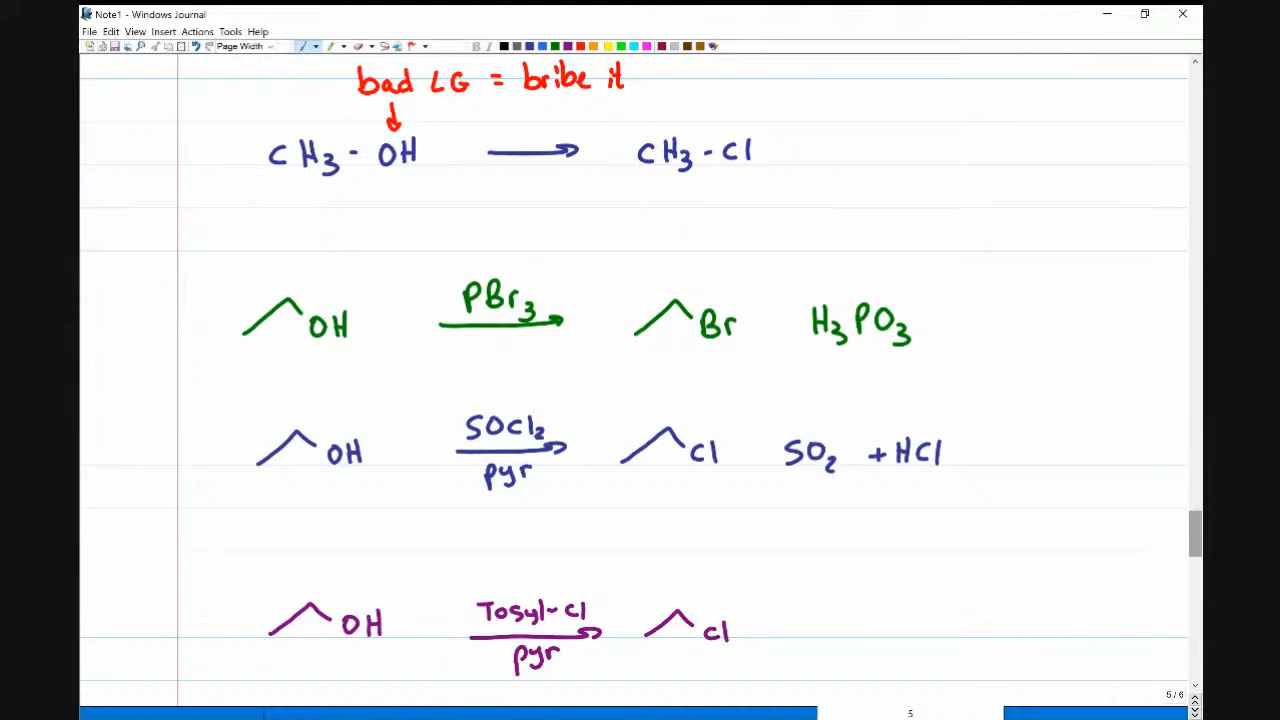 Note1 - Windows Journal
File Edit View Insert Actions Tools Help
Page Width B I
bad LG = bribe it
CH3 - OH CH3 - Cl
PBr3
OH Br H3PO3
SOCl2
OH Cl SO2 + HCl
pyr
Tosyl-Cl
OH Cl
pyr
5 / 6
5